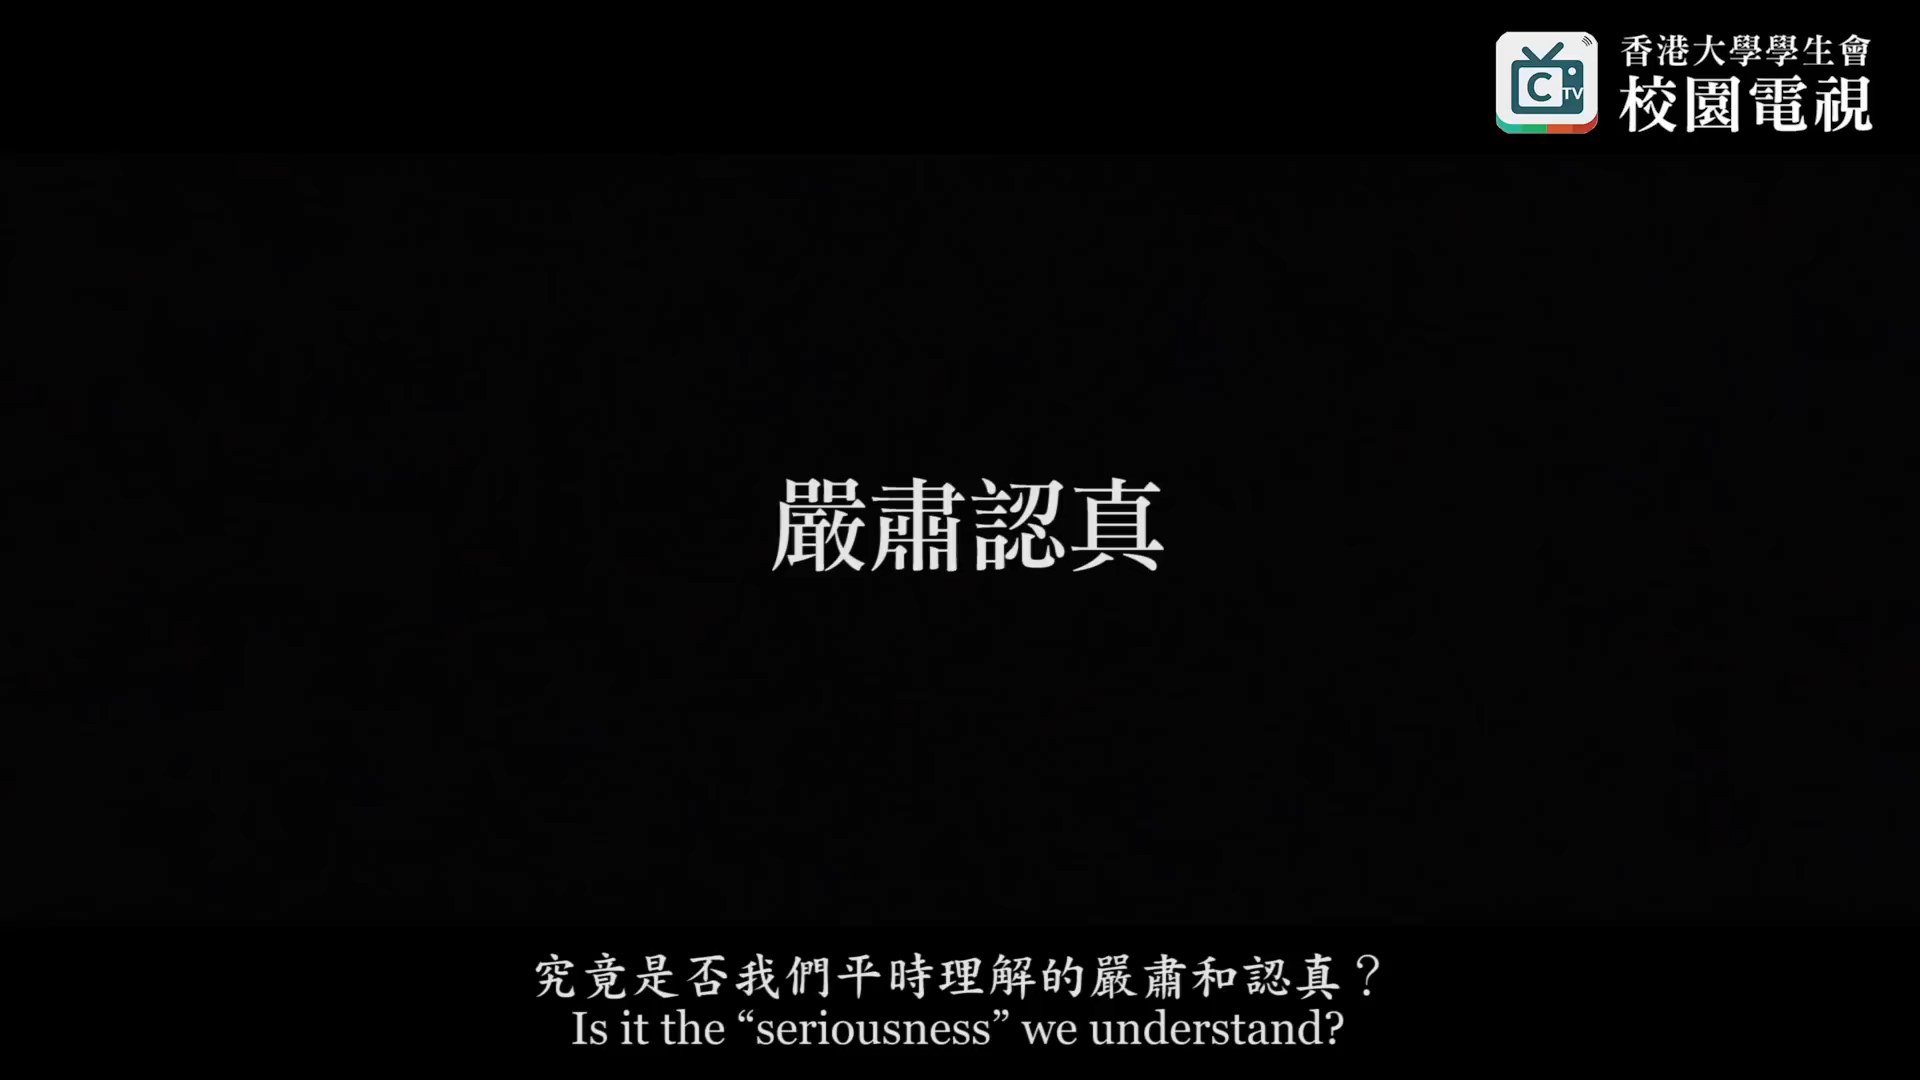 香港大學學生會
校園電視
C TV
嚴肅認真
究竟是否我們平時理解的嚴肅和認真？
Is it the “seriousness” we understand?